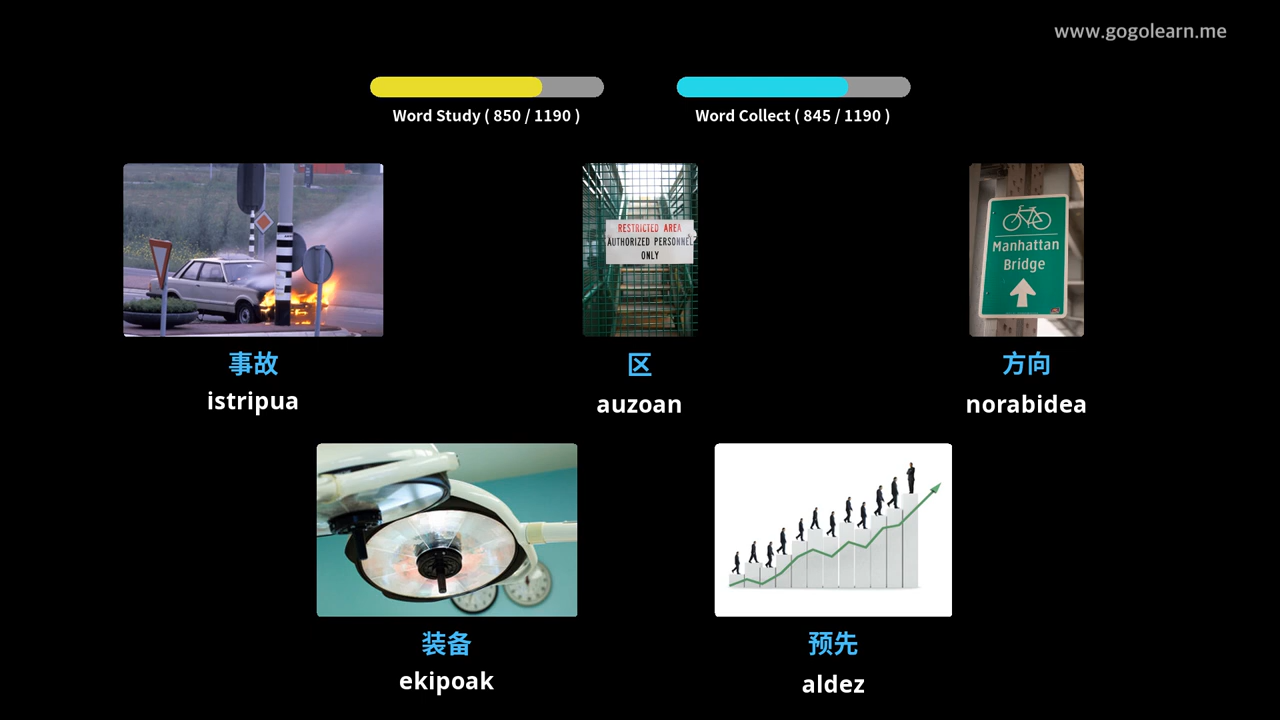 www.gogolearn.me
Word Study ( 850 / 1190 )
Word Collect ( 845 / 1190 )
RESTRICTED AREA
AUTHORIZED PERSONNEL
ONLY
Manhattan
Bridge
事故
区
方向
istripua
auzoan
norabidea
装备
预先
ekipoak
aldez